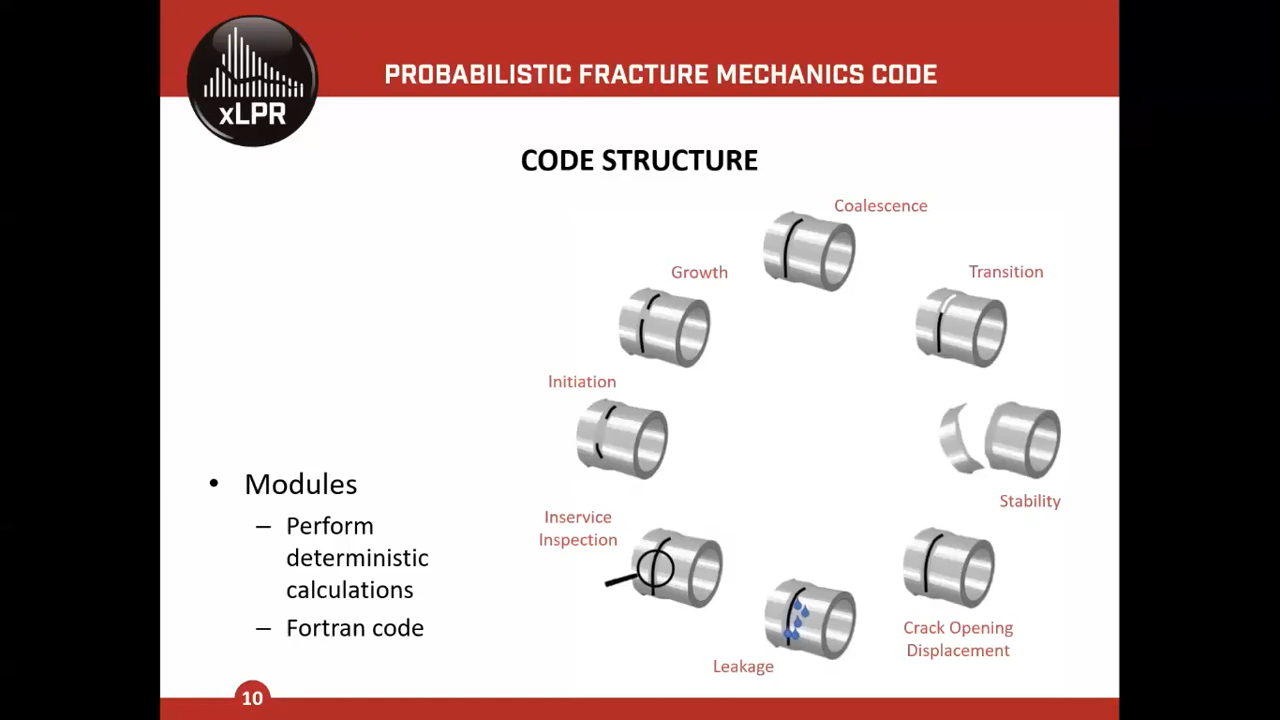 xLPR
PROBABILISTIC FRACTURE MECHANICS CODE
CODE STRUCTURE
Coalescence
Growth
Transition
Initiation
• Modules
– Perform
deterministic
calculations
– Fortran code
Inservice
Inspection
Stability
Leakage
Crack Opening
Displacement
10